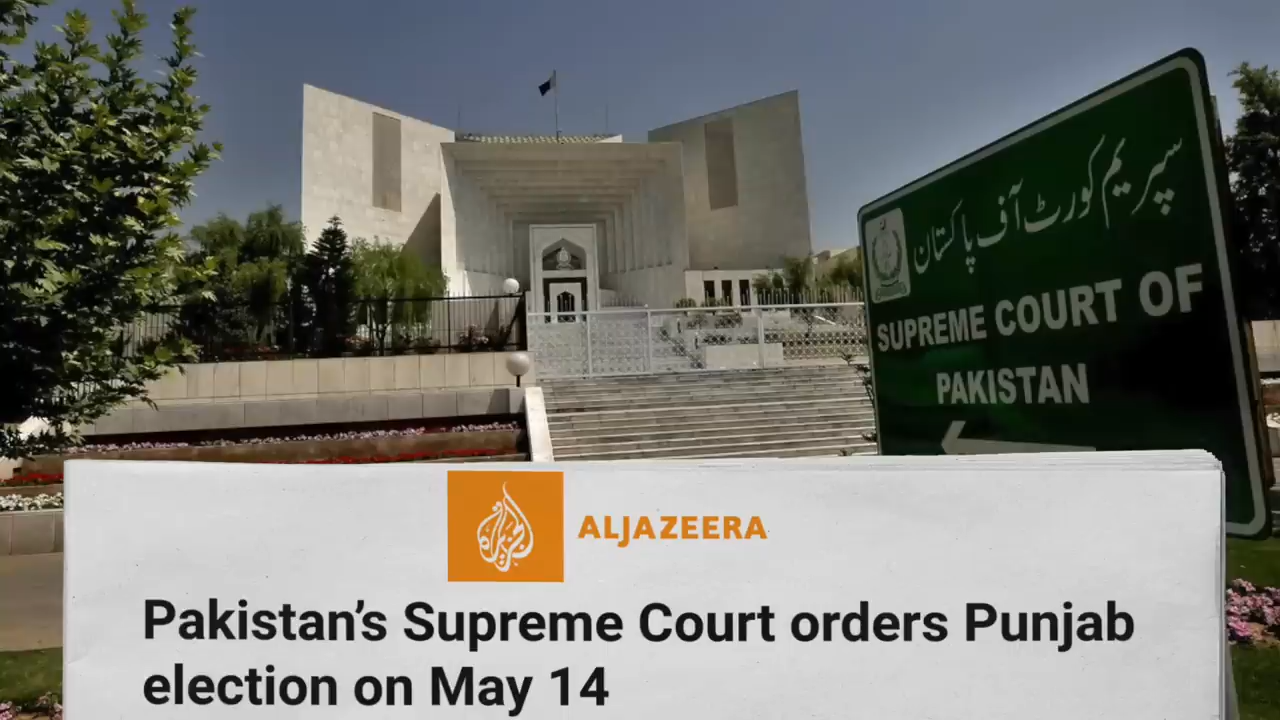 سپریم کورٹ آف پاکستان
SUPREME COURT OF
PAKISTAN
ALJAZEERA
Pakistan's Supreme Court orders Punjab
election on May 14